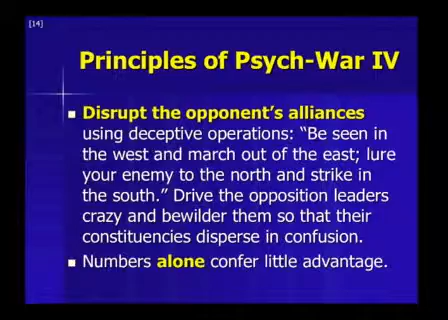 [14]
Principles of Psych-War IV
Disrupt the opponent's alliances
using deceptive operations: "Be seen in
the west and march out of the east; lure
your enemy to the north and strike in
the south." Drive the opposition leaders
crazy and bewilder them so that their
constituencies disperse in confusion.
Numbers alone confer little advantage.